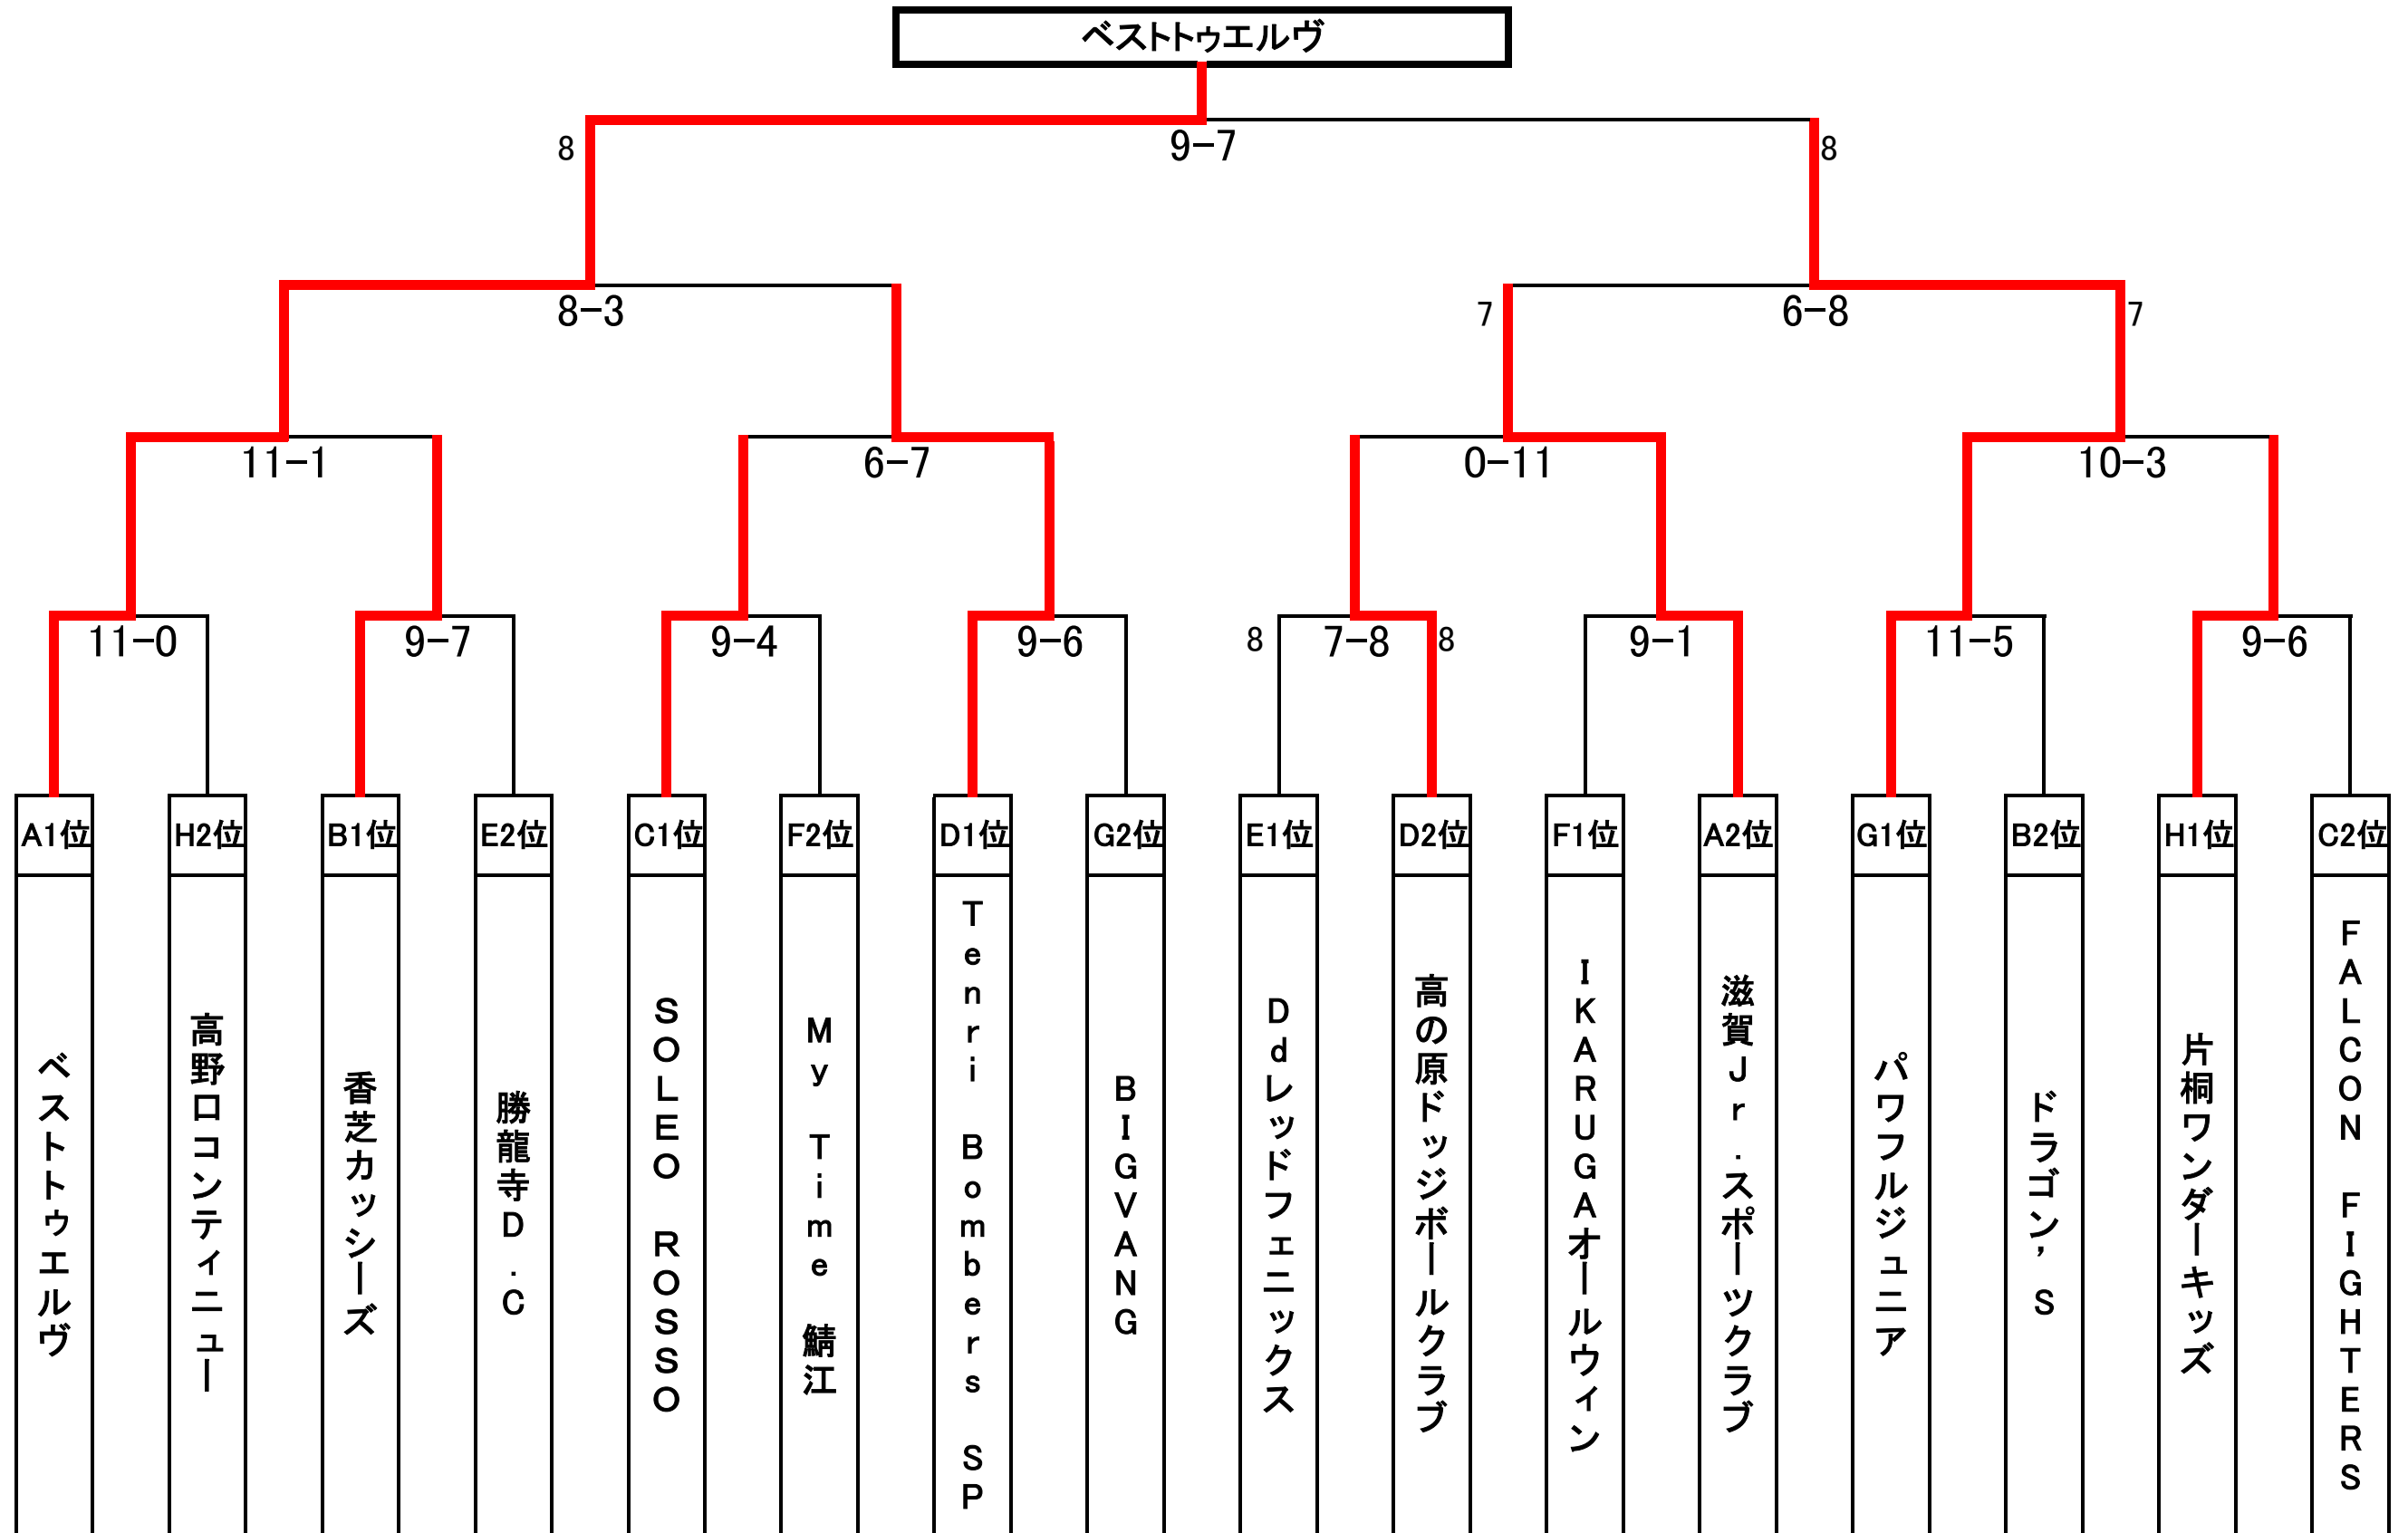 ベストトゥエルヴ
8
9-7
8
8-3
7
6-8
7
11-1
6-7
0-11
10-3
11-0
9-7
9-4
9-6
8
7-8
8
9-1
11-5
9-6
A1位
H2位
B1位
E2位
C1位
F2位
D1位
G2位
E1位
D2位
F1位
A2位
G1位
B2位
H1位
C2位
ベストトゥエルヴ
高野口コンティニュー
香芝カッシーズ
勝龍寺D.C
SOLEO ROSSO
My Time 鯖江
Tenri Bombers SP
BIGVANG
Ddレッドフェニックス
高の原ドッジボールクラブ
IKARUGAオールウィン
滋賀Jr.スポーツクラブ
パワフルジュニア
ドラゴン’S
片桐ワンダーキッズ
FALCON FIGHTERS